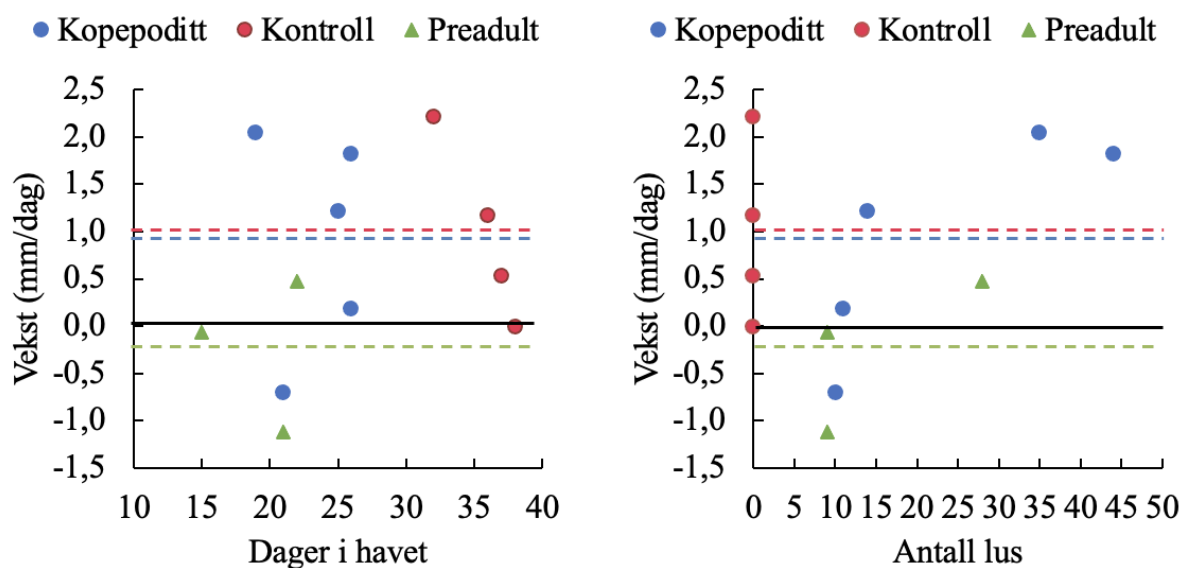 Kopepoditt Kontroll Preadult
2,5
2,0
1,5
1,0
0,5
0,0
-0,5
-1,0
-1,5
Vekst (mm/dag)
10 15 20 25 30 35 40
Dager i havet
Kopepoditt Kontroll Preadult
2,5
2,0
1,5
1,0
0,5
0,0
-0,5
-1,0
-1,5
Vekst (mm/dag)
0 5 10 15 20 25 30 35 40 45 50
Antall lus